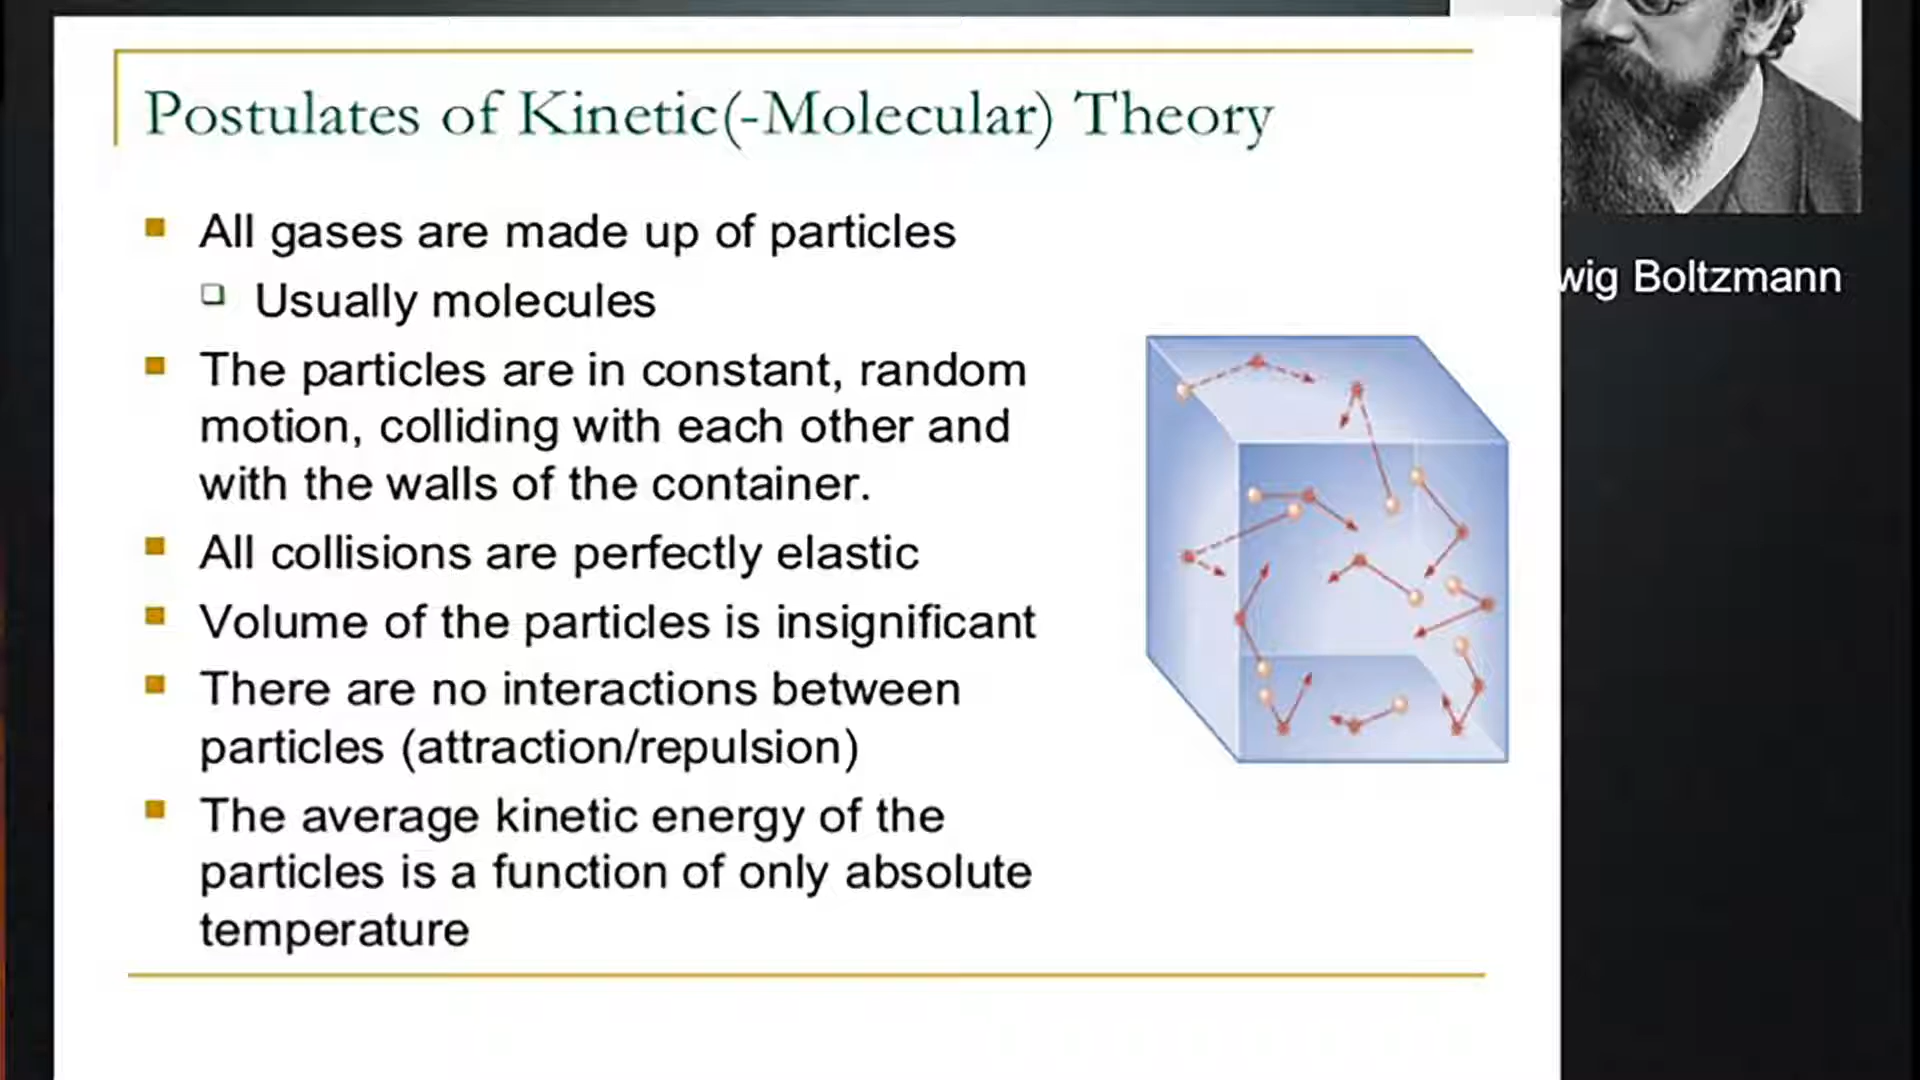 Postulates of Kinetic(-Molecular) Theory
All gases are made up of particles
Usually molecules
The particles are in constant, random
motion, colliding with each other and
with the walls of the container.
All collisions are perfectly elastic
Volume of the particles is insignificant
There are no interactions between
particles (attraction/repulsion)
The average kinetic energy of the
particles is a function of only absolute
temperature
wig Boltzmann